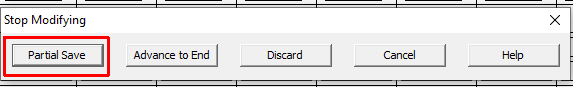 Stop Modifying
Partial Save Advance to End Discard Cancel Help